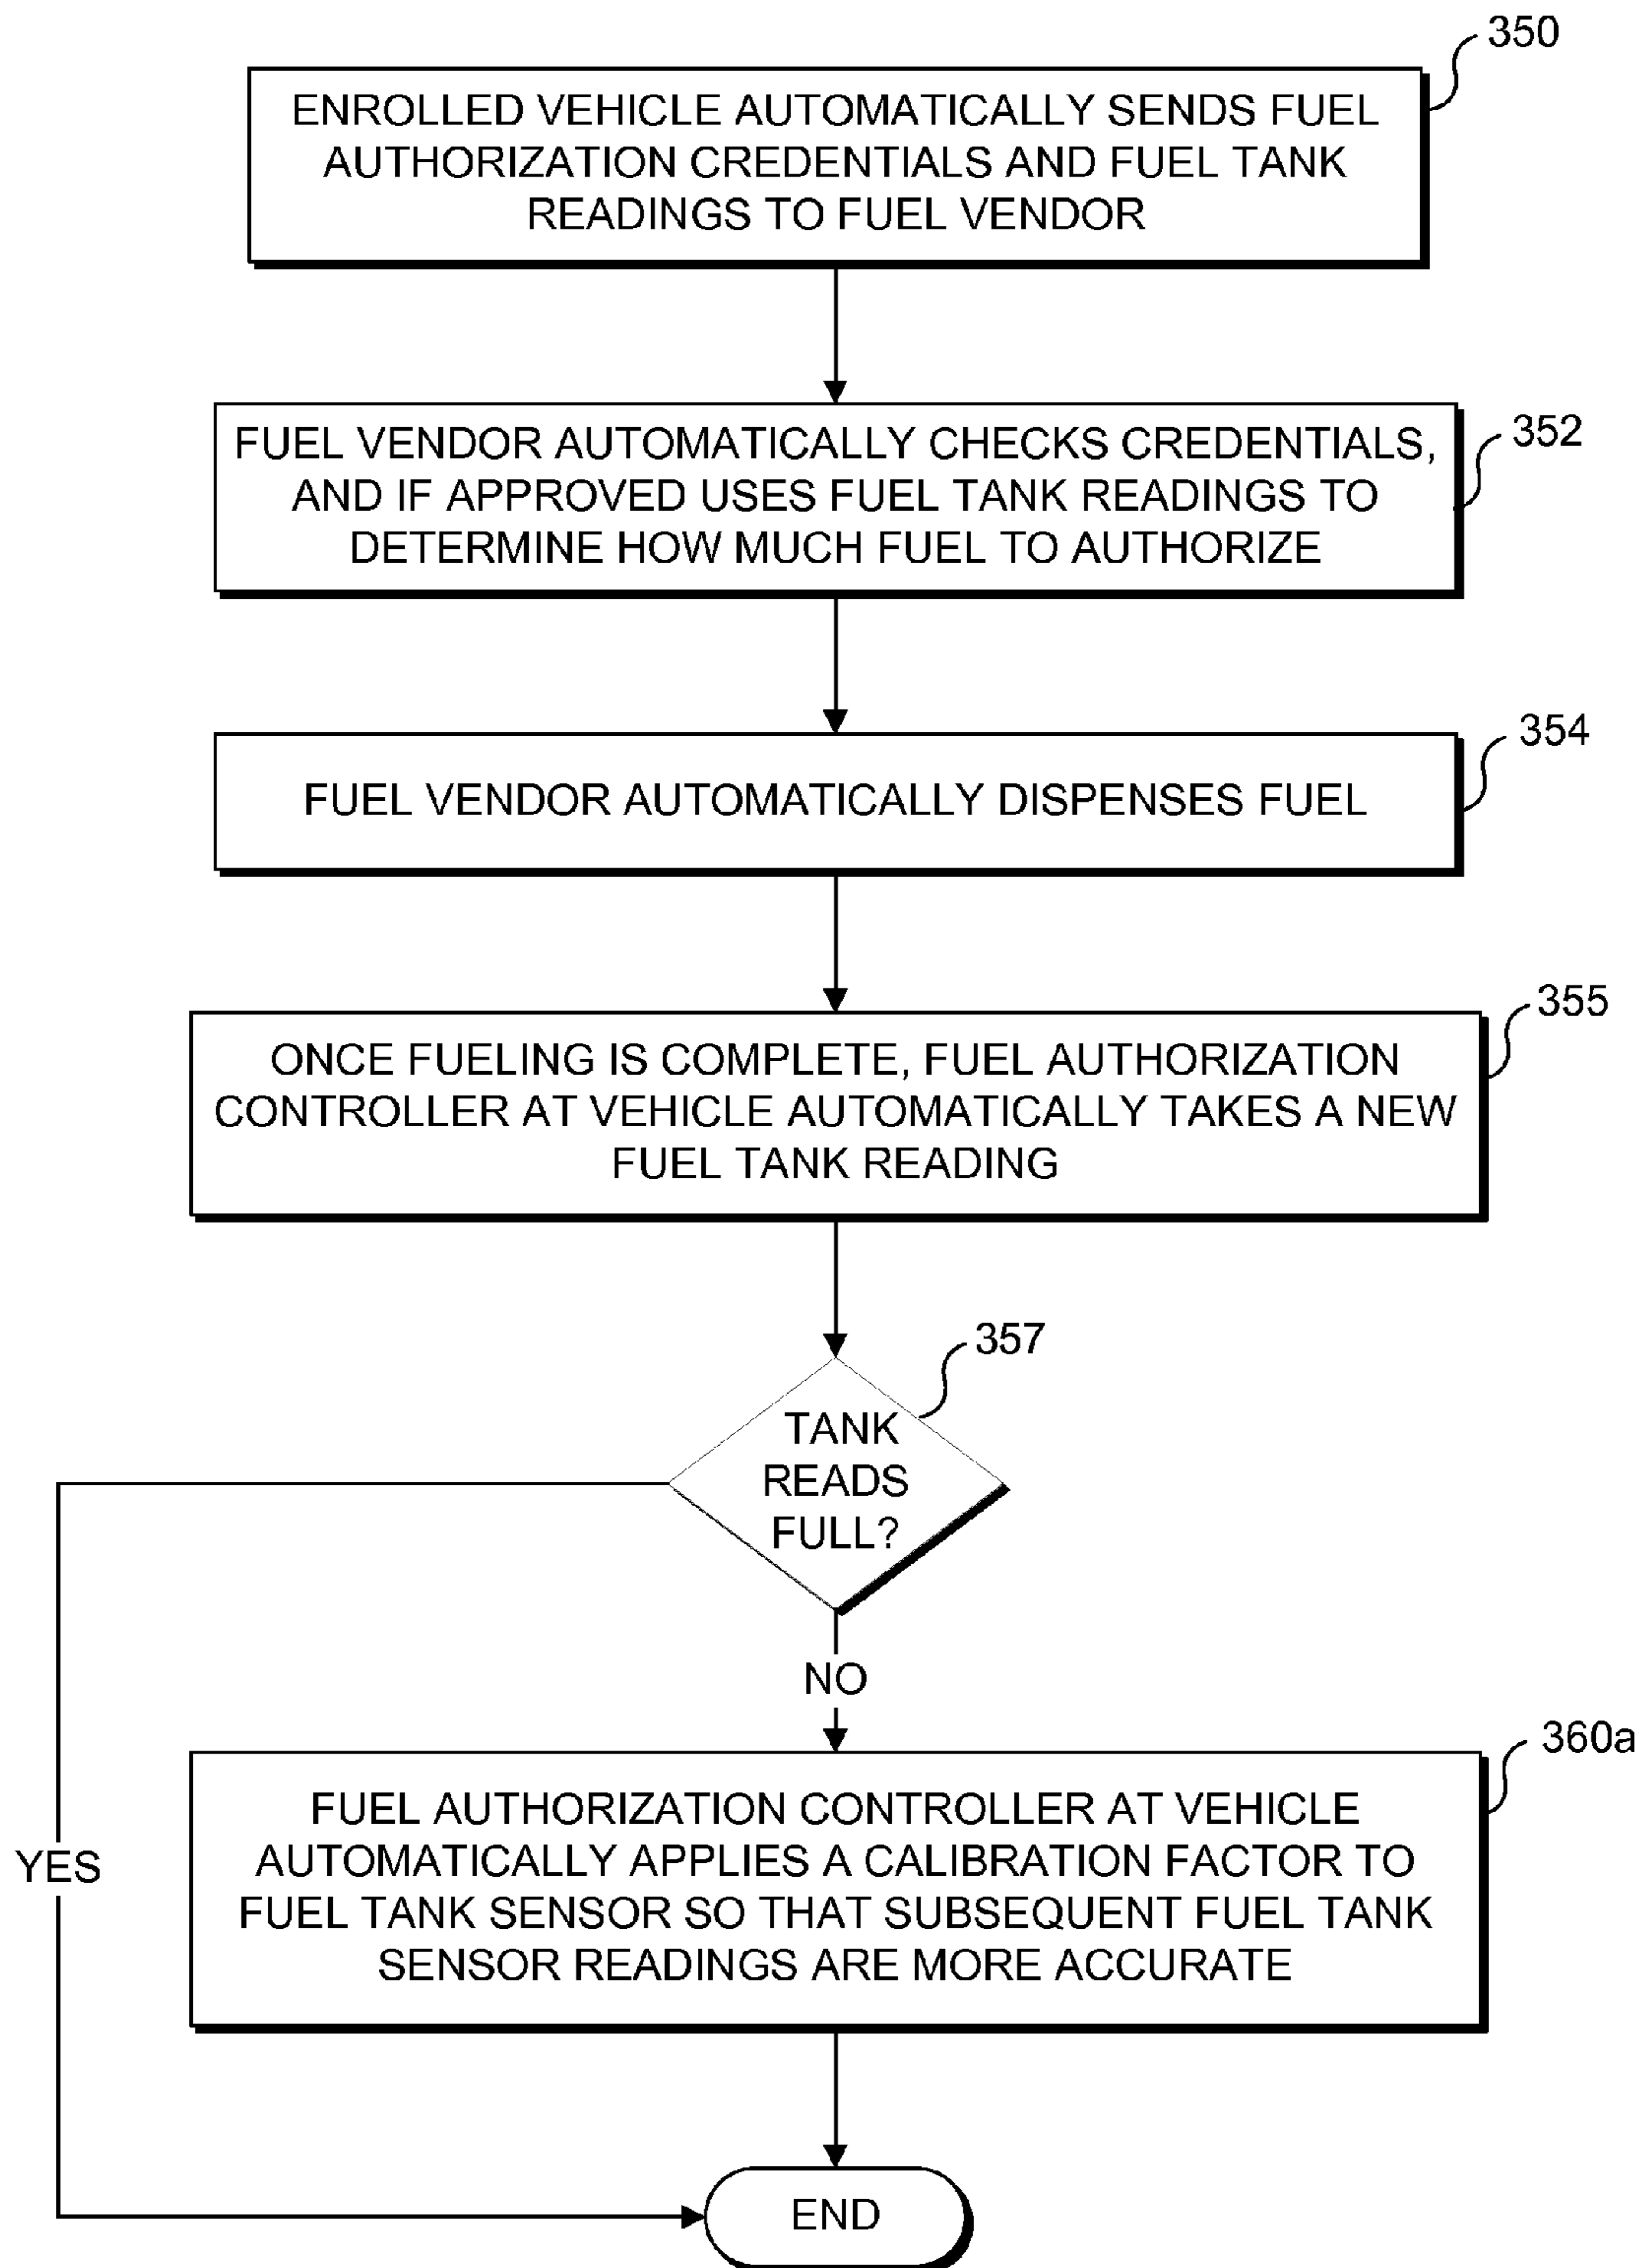 350
ENROLLED VEHICLE AUTOMATICALLY SENDS FUEL
AUTHORIZATION CREDENTIALS AND FUEL TANK
READINGS TO FUEL VENDOR
352
FUEL VENDOR AUTOMATICALLY CHECKS CREDENTIALS,
AND IF APPROVED USES FUEL TANK READINGS TO
DETERMINE HOW MUCH FUEL TO AUTHORIZE
354
FUEL VENDOR AUTOMATICALLY DISPENSES FUEL
355
ONCE FUELING IS COMPLETE, FUEL AUTHORIZATION
CONTROLLER AT VEHICLE AUTOMATICALLY TAKES A NEW
FUEL TANK READING
357
TANK
READS
FULL?
NO
360a
FUEL AUTHORIZATION CONTROLLER AT VEHICLE
AUTOMATICALLY APPLIES A CALIBRATION FACTOR TO
FUEL TANK SENSOR SO THAT SUBSEQUENT FUEL TANK
SENSOR READINGS ARE MORE ACCURATE
YES
END